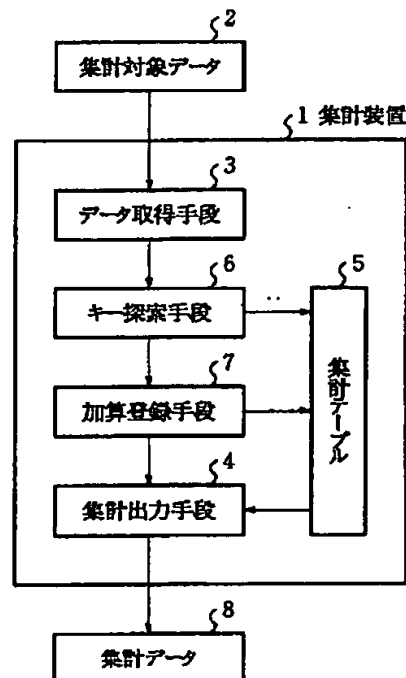 2
集計対象データ
1 集計装置
3
データ取得手段
6
キー探索手段
5
集計テーブル
7
加算登録手段
4
集計出力手段
8
集計データ